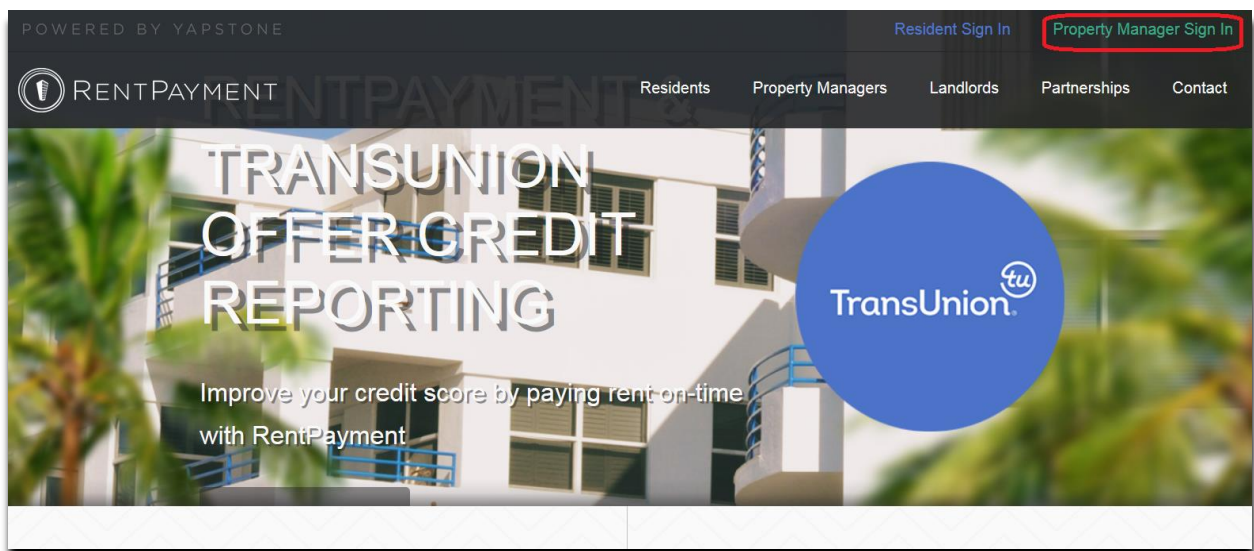 POWERED BY YAPSTONE
Resident Sign In
Property Manager Sign In
RENTPAYMENT
Residents
Property Managers
Landlords
Partnerships
Contact
RENTPAYMENT &
TRANSUNION
OFFER CREDIT
REPORTING
Improve your credit score by paying rent on-time
with RentPayment
tu
TransUnion.